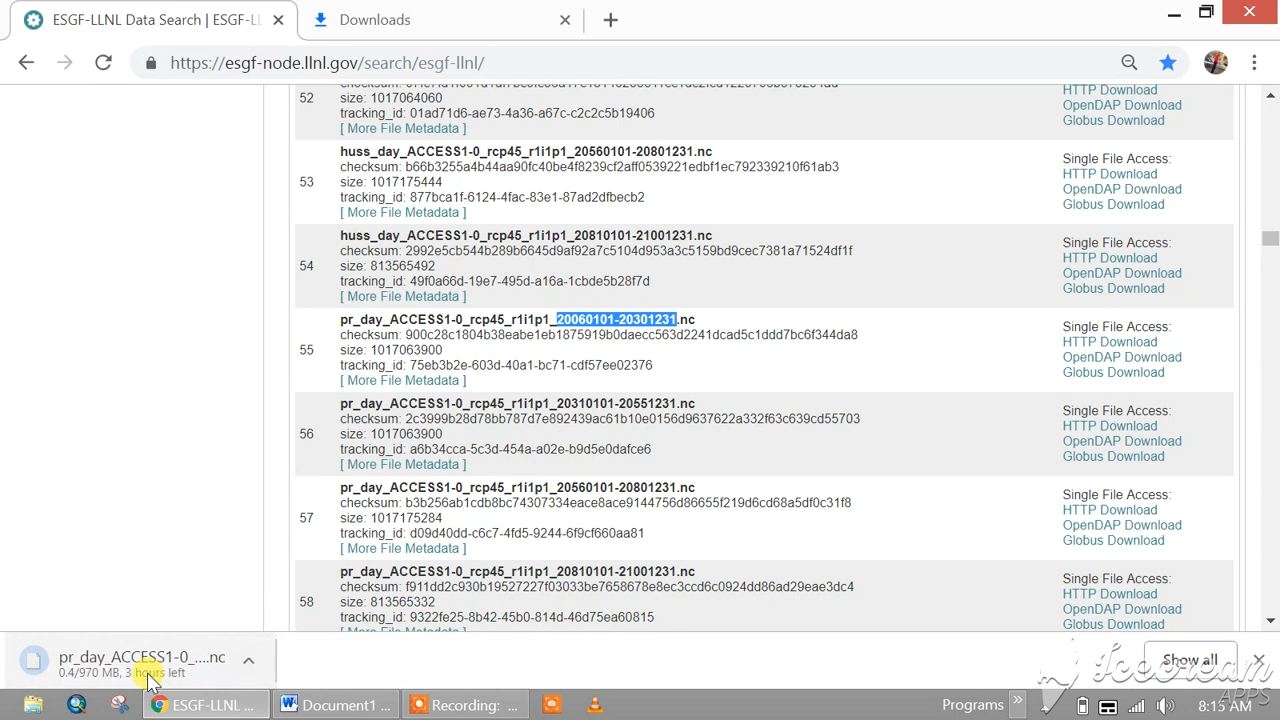 ESGF-LLNL Data Search | ESGF-LL
Downloads
https://esgf-node.llnl.gov/search/esgf-llnl/
52
size: 1017064060
tracking_id: 01ad71d6-ae73-4a36-a67c-c2c2c5b19406
[ More File Metadata ]
HTTP Download
OpenDAP Download
Globus Download
53
huss_day_ACCESS1-0_rcp45_r1i1p1_20560101-20801231.nc
checksum: b66b3255a4b44aa90fc40be4f8239cf2aff0539221edbf1ec792339210f61ab3
size: 1017175444
tracking_id: 877bca1f-6124-4fac-83e1-87ad2dfbecb2
[ More File Metadata ]
Single File Access:
HTTP Download
OpenDAP Download
Globus Download
54
huss_day_ACCESS1-0_rcp45_r1i1p1_20810101-21001231.nc
checksum: 2992e5cb544b289b6645d9af92a7c5104d953a3c5159bd9cec7381a71524df1f
size: 813565492
tracking_id: 49f0a66d-19e7-495d-a16a-1cbde5b28f7d
[ More File Metadata ]
Single File Access:
HTTP Download
OpenDAP Download
Globus Download
55
pr_day_ACCESS1-0_rcp45_r1i1p1_20060101-20301231.nc
checksum: 900c28c1804b38eabe1eb1875919b0daecc563d2241dcad5c1ddd7bc6f344da8
size: 1017063900
tracking_id: 75eb3b2e-603d-40a1-bc71-cdf57ee02376
[ More File Metadata ]
Single File Access:
HTTP Download
OpenDAP Download
Globus Download
56
pr_day_ACCESS1-0_rcp45_r1i1p1_20310101-20551231.nc
checksum: 2c3999b28d78bb787d7e892439ac61b10e0156d9637622a332f63c639cd55703
size: 1017063900
tracking_id: a6b34cca-5c3d-454a-a02e-b9d5e0dafce6
[ More File Metadata ]
Single File Access:
HTTP Download
OpenDAP Download
Globus Download
57
pr_day_ACCESS1-0_rcp45_r1i1p1_20560101-20801231.nc
checksum: b3b256ab1cdb8bc74307334eace8ace9144756d86655f219d6cd68a5df0c31f8
size: 1017175284
tracking_id: d09d40dd-c6c7-4fd5-9244-6f9cf660aa81
[ More File Metadata ]
Single File Access:
HTTP Download
OpenDAP Download
Globus Download
58
pr_day_ACCESS1-0_rcp45_r1i1p1_20810101-21001231.nc
checksum: f911dd2c930b19527227f03033be7658678e8ec3ccd6c0924dd86ad29eae3dc4
size: 813565332
tracking_id: 9322fe25-8b42-45b0-814d-46d75ea60815
[ More File Metadata ]
Single File Access:
HTTP Download
OpenDAP Download
Globus Download
pr_day_ACCESS1-0_....nc
0.4/970 MB, 3 hours left
Show all
Icecream
APPS
ESGF-LLNL ...
Document1 ...
Recording: ...
Programs
8:15 AM